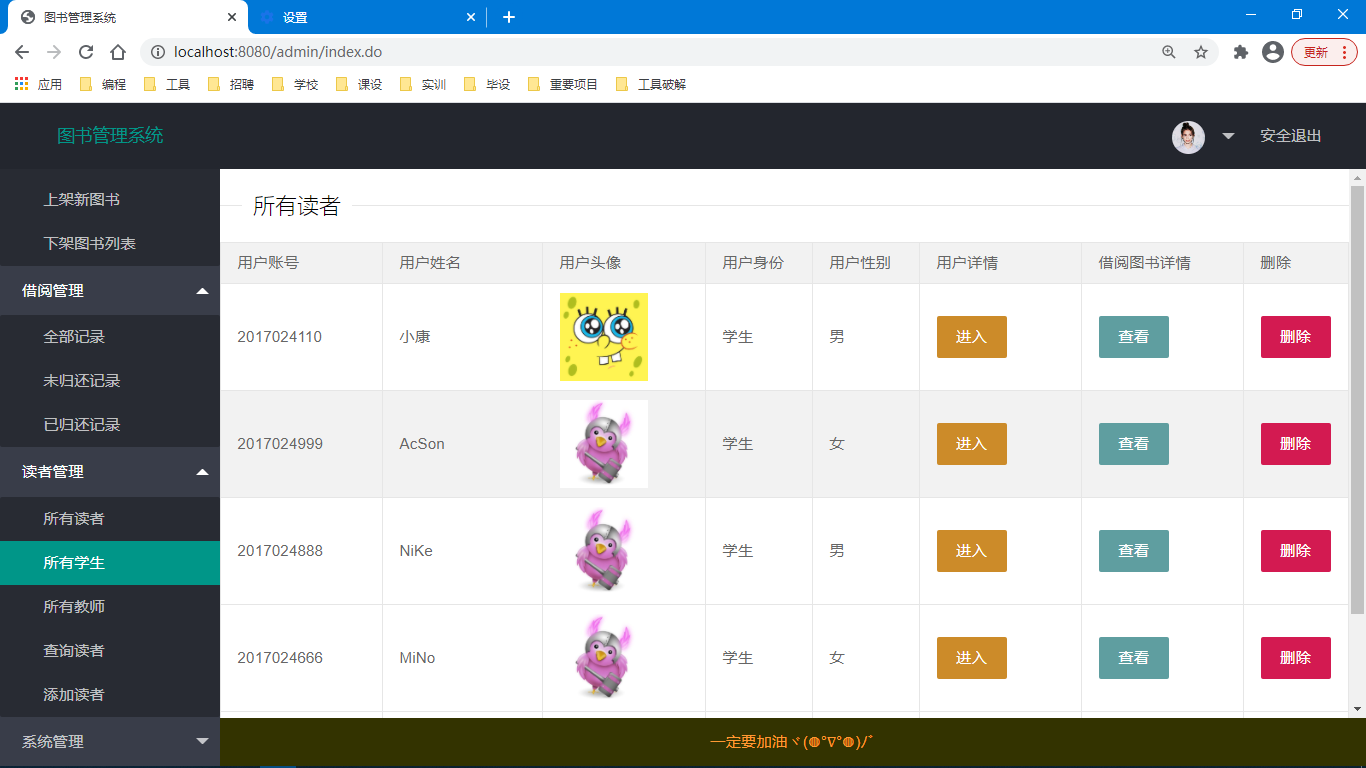 图书管理系统
设置
localhost:8080/admin/index.do
更新
应用 编程 工具 招聘 学校 课设 实训 毕设 重要项目 工具破解
图书管理系统
安全退出
上架新图书
下架图书列表
借阅管理
全部记录
未归还记录
已归还记录
读者管理
所有读者
所有学生
所有教师
查询读者
添加读者
系统管理
所有读者
用户账号 用户姓名 用户头像 用户身份 用户性别 用户详情 借阅图书详情 删除
2017024110 小康 学生 男 进入 查看 删除
2017024999 AcSon 学生 女 进入 查看 删除
2017024888 NiKe 学生 男 进入 查看 删除
2017024666 MiNo 学生 女 进入 查看 删除
一定要加油ヾ(◍°∇°◍)ﾉﾞ